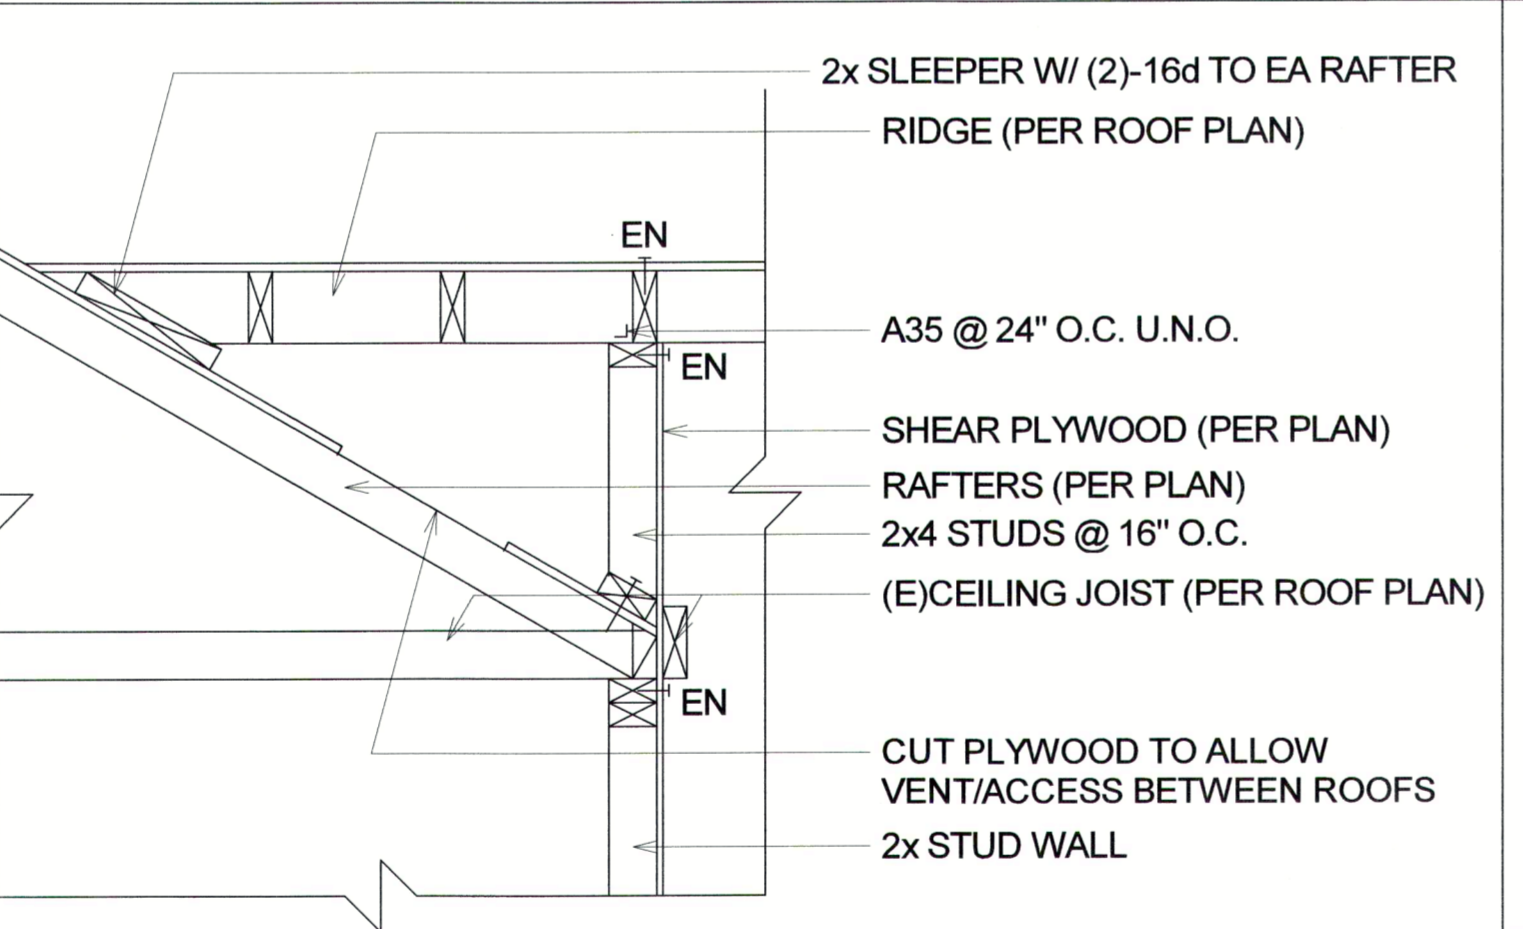 2x SLEEPER W/ (2)-16d TO EA RAFTER
RIDGE (PER ROOF PLAN)
EN
A35 @ 24" O.C. U.N.O.
EN
SHEAR PLYWOOD (PER PLAN)
RAFTERS (PER PLAN)
2x4 STUDS @ 16" O.C.
(E)CEILING JOIST (PER ROOF PLAN)
EN
CUT PLYWOOD TO ALLOW
VENT/ACCESS BETWEEN ROOFS
2x STUD WALL